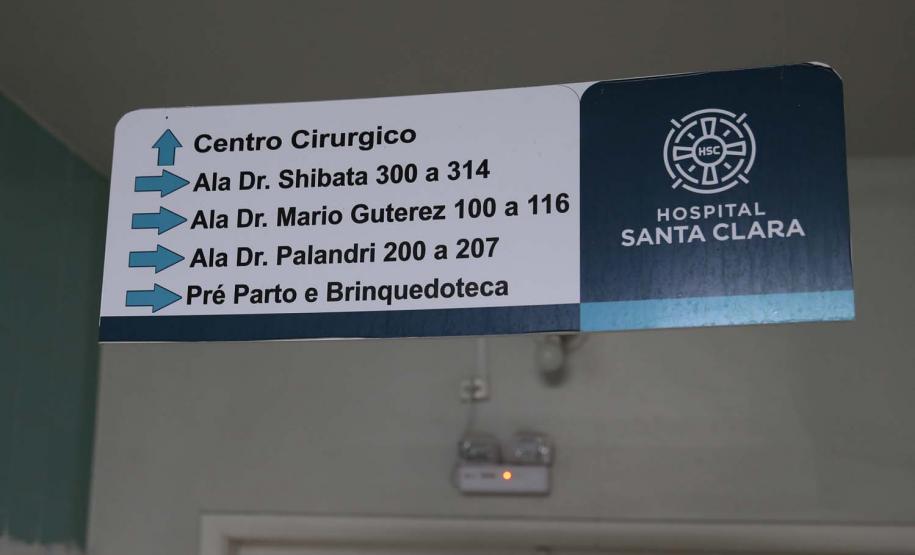 Centro Cirurgico
Ala Dr. Shibata 300 a 314
Ala Dr. Mario Guterez 100 a 116
Ala Dr. Palandri 200 a 207
Pré Parto e Brinquedoteca
HSC
HOSPITAL
SANTA CLARA